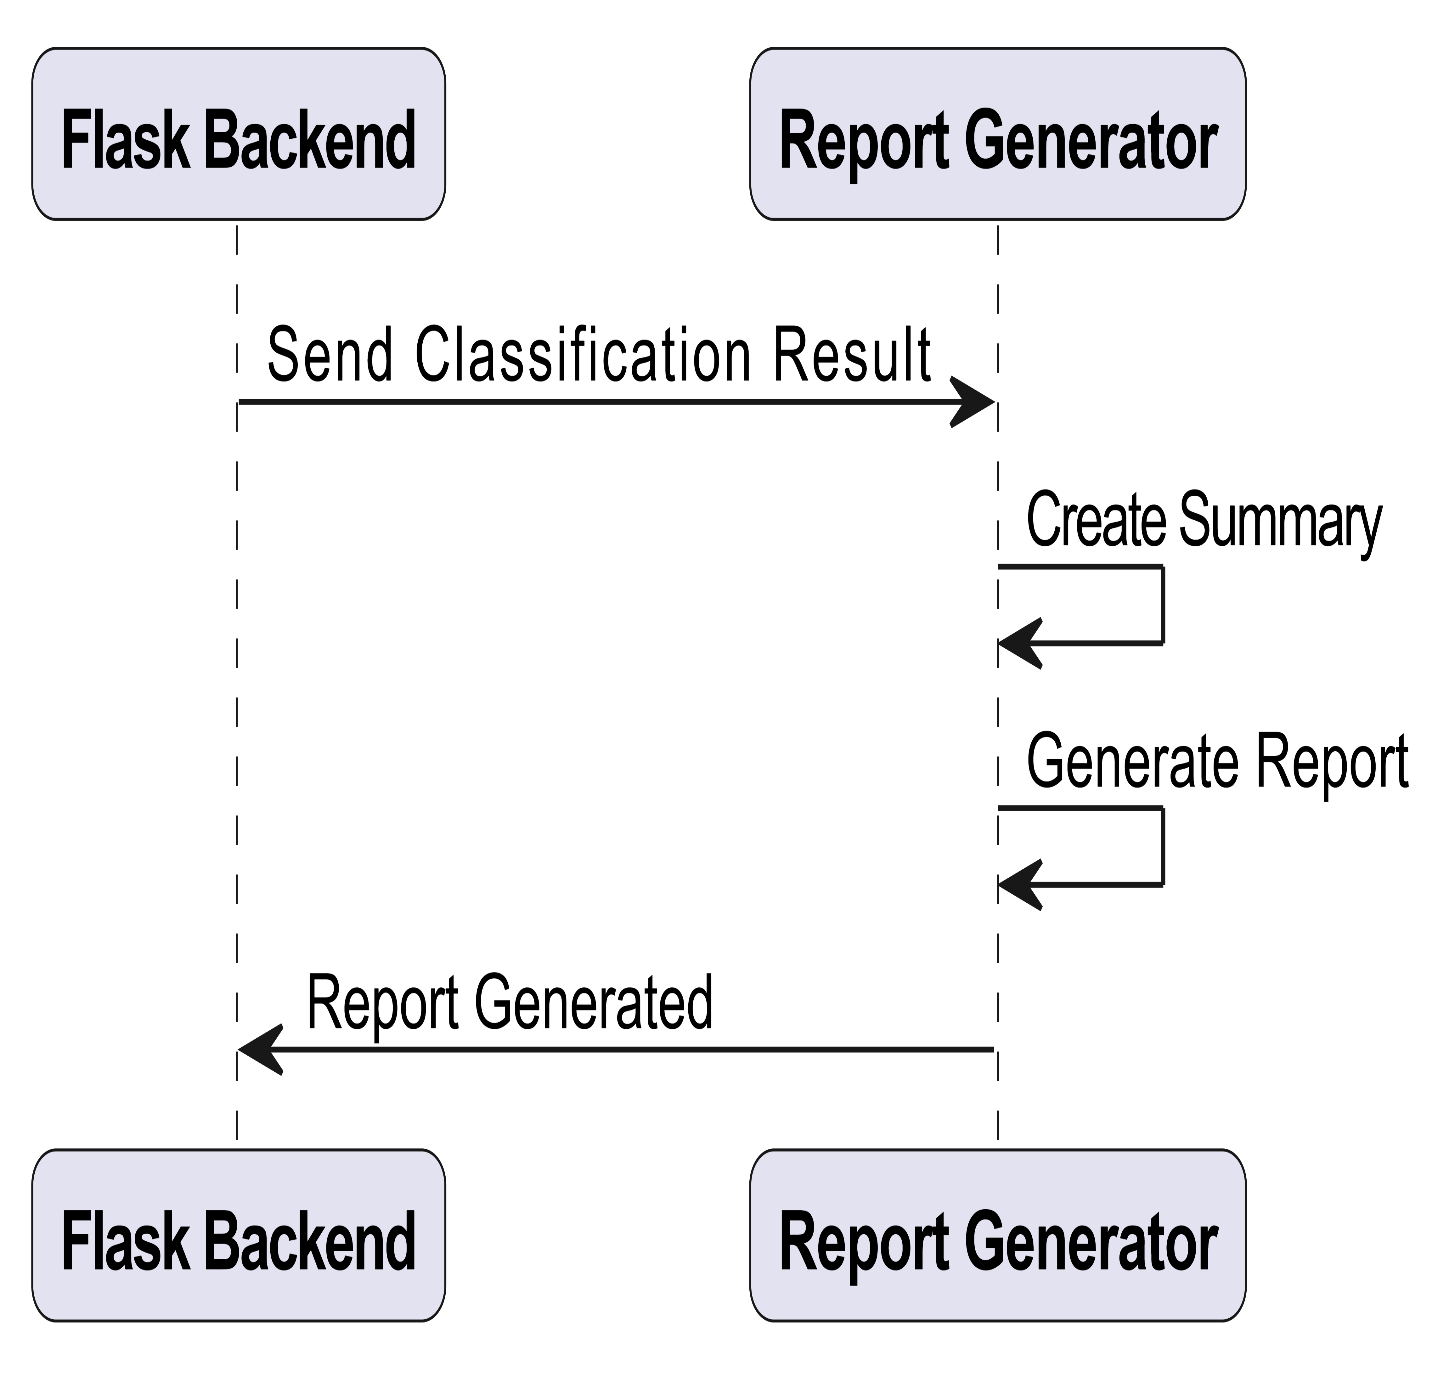 Flask Backend
Report Generator
Send Classification Result
Create Summary
Generate Report
Report Generated
Flask Backend
Report Generator